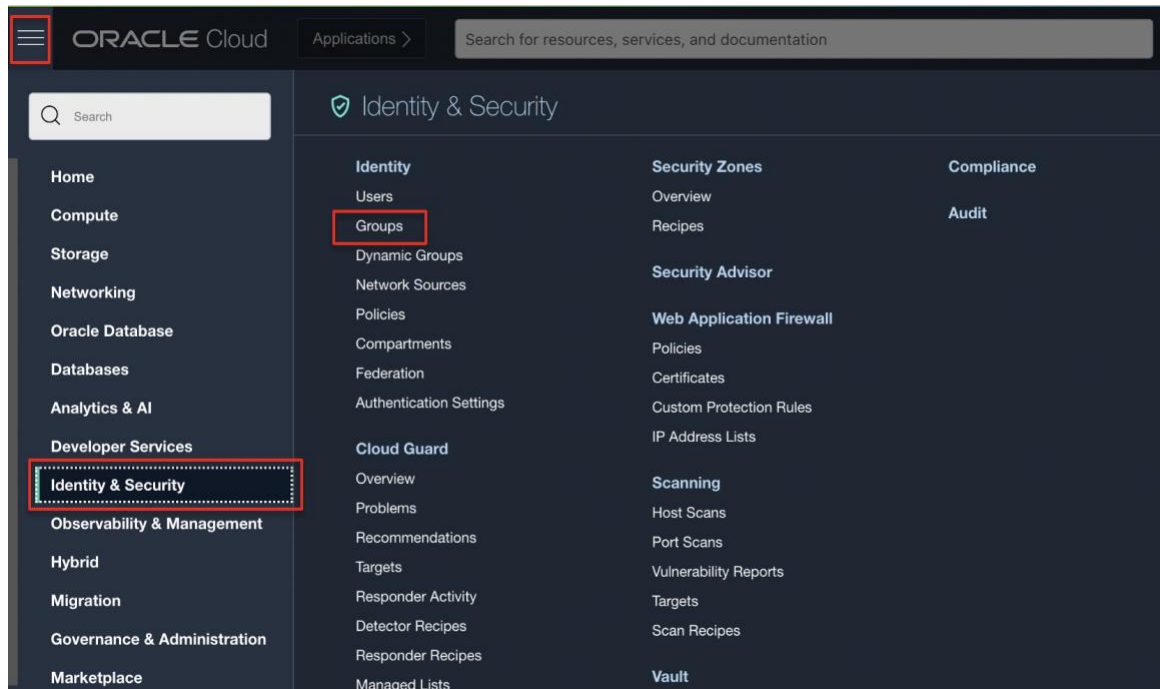 ORACLE Cloud
Applications >
Search for resources, services, and documentation
Search
Home
Compute
Storage
Networking
Oracle Database
Databases
Analytics & AI
Developer Services
Identity & Security
Observability & Management
Hybrid
Migration
Governance & Administration
Marketplace
Identity & Security
Identity
Users
Groups
Dynamic Groups
Network Sources
Policies
Compartments
Federation
Authentication Settings
Cloud Guard
Overview
Problems
Recommendations
Targets
Responder Activity
Detector Recipes
Responder Recipes
Managed Lists
Security Zones
Overview
Recipes
Security Advisor
Web Application Firewall
Policies
Certificates
Custom Protection Rules
IP Address Lists
Scanning
Host Scans
Port Scans
Vulnerability Reports
Targets
Scan Recipes
Vault
Compliance
Audit